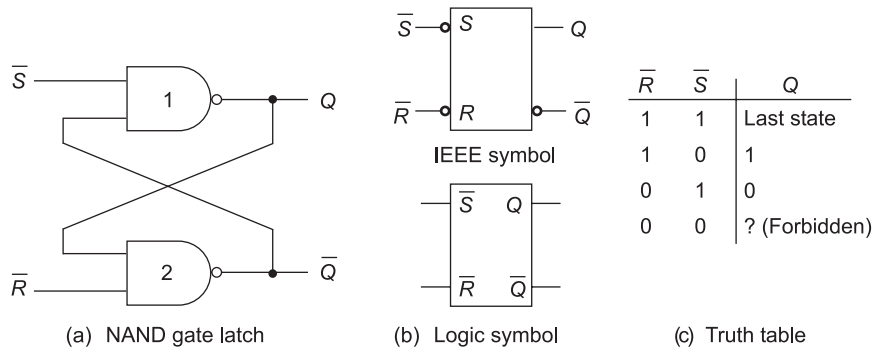 S̅
1
Q
2
R̅
Q̅
(a) NAND gate latch
S̅ S Q
R̅ R Q̅
IEEE symbol
S̅ Q
R̅ Q̅
(b) Logic symbol
R̅ S̅ Q
1 1 Last state
1 0 1
0 1 0
0 0 ? (Forbidden)
(c) Truth table